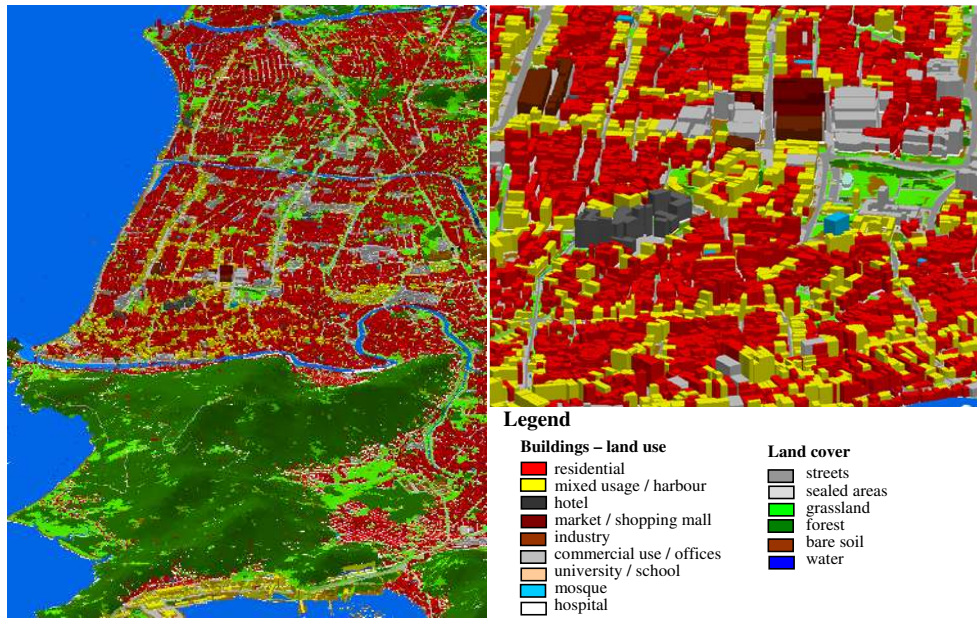 Legend
Buildings – land use
residential
mixed usage / harbour
hotel
market / shopping mall
industry
commercial use / offices
university / school
mosque
hospital
Land cover
streets
sealed areas
grassland
forest
bare soil
water